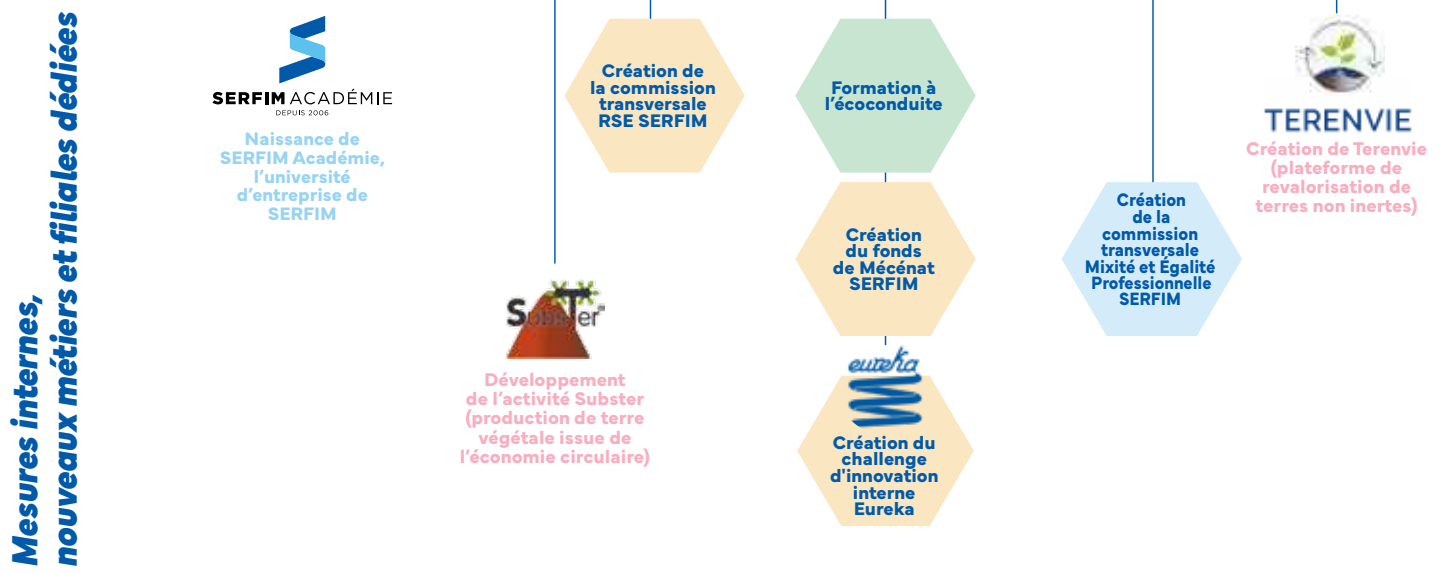 Mesures internes,
nouveaux métiers et filiales dédiées
SERFIM ACADÉMIE
DEPUIS 2006
Naissance de
SERFIM Académie,
l’université
d’entreprise de
SERFIM
SubsTer
Développement
de l’activité Subster
(production de terre
végétale issue de
l’économie circulaire)
Création de
la commission
transversale
RSE SERFIM
Formation à
l’écoconduite
Création
du fonds
de Mécénat
SERFIM
eureka
Création du
challenge
d'innovation
interne
Eureka
Création
de la
commission
transversale
Mixité et Égalité
Professionnelle
SERFIM
TERENVIE
Création de Terenvie
(plateforme de
revalorisation de
terres non inertes)